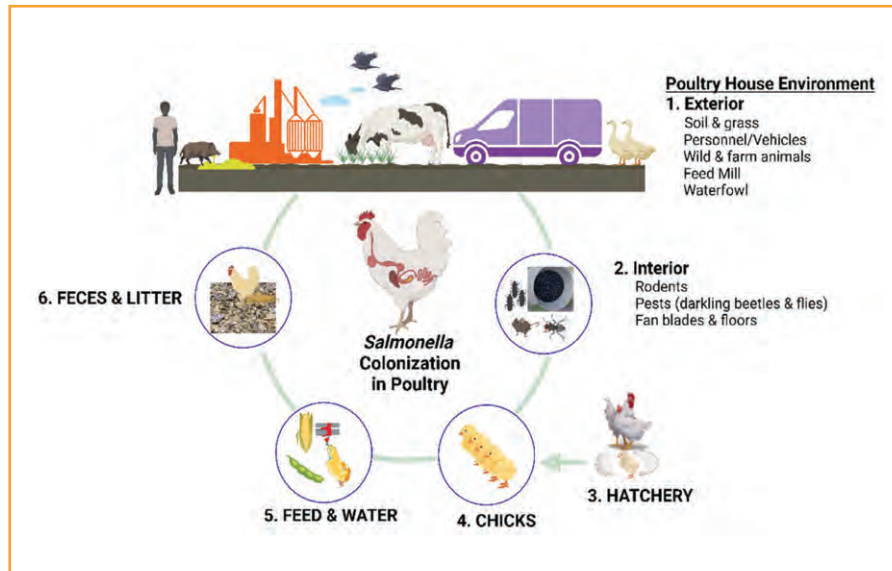 Poultry House Environment
1. Exterior
Soil & grass
Personnel/Vehicles
Wild & farm animals
Feed Mill
Waterfowl
2. Interior
Rodents
Pests (darkling beetles & flies)
Fan blades & floors
6. FECES & LITTER
Salmonella
Colonization
in Poultry
3. HATCHERY
5. FEED & WATER
4. CHICKS